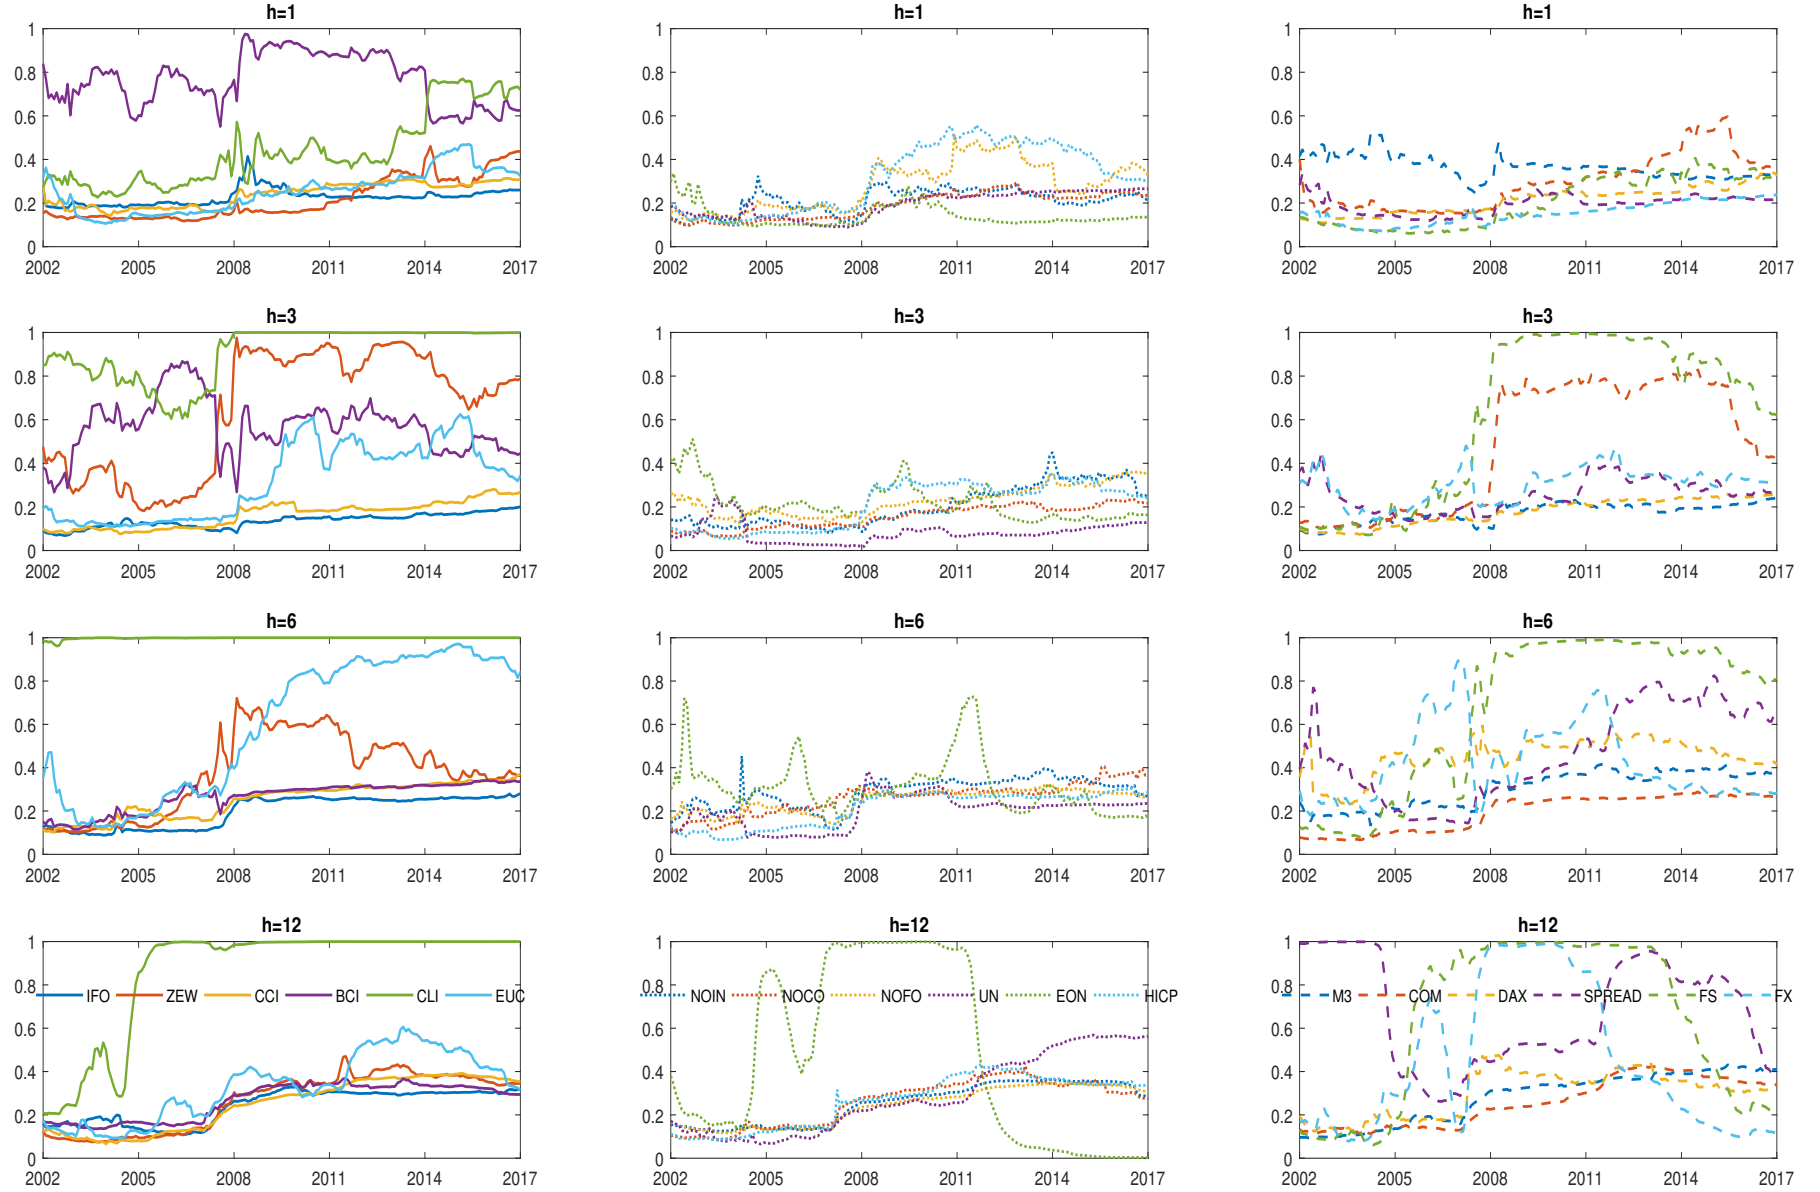 h=1 h=1 h=1
1 1 1
0.8 0.8 0.8
0.6 0.6 0.6
0.4 0.4 0.4
0.2 0.2 0.2
0 0 0
2002 2005 2008 2011 2014 2017 2002 2005 2008 2011 2014 2017 2002 2005 2008 2011 2014 2017
h=3 h=3 h=3
1 1 1
0.8 0.8 0.8
0.6 0.6 0.6
0.4 0.4 0.4
0.2 0.2 0.2
0 0 0
2002 2005 2008 2011 2014 2017 2002 2005 2008 2011 2014 2017 2002 2005 2008 2011 2014 2017
h=6 h=6 h=6
1 1 1
0.8 0.8 0.8
0.6 0.6 0.6
0.4 0.4 0.4
0.2 0.2 0.2
0 0 0
2002 2005 2008 2011 2014 2017 2002 2005 2008 2011 2014 2017 2002 2005 2008 2011 2014 2017
h=12 h=12 h=12
1 1 1
IFO ZEW CCI BCI CLI EUC NOIN NOCO NOFO UN EON HICP M3 COM DAX SPREAD FS FX
0.8 0.8 0.8
0.6 0.6 0.6
0.4 0.4 0.4
0.2 0.2 0.2
0 0 0
2002 2005 2008 2011 2014 2017 2002 2005 2008 2011 2014 2017 2002 2005 2008 2011 2014 2017